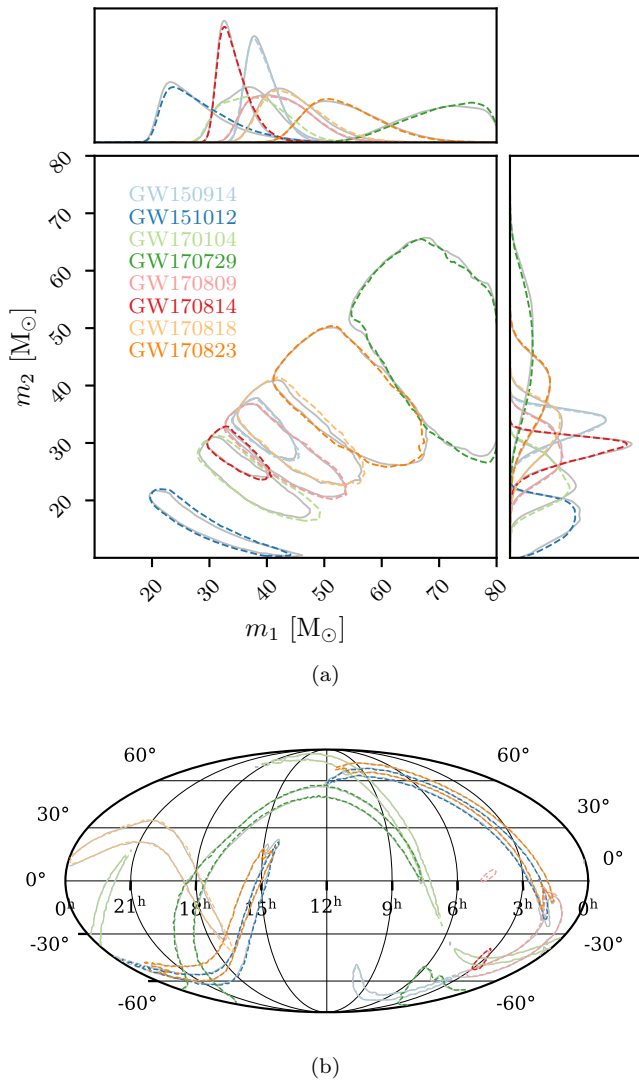 80
70
60
50
40
30
20
m₂ [M⊙]
GW150914
GW151012
GW170104
GW170729
GW170809
GW170814
GW170818
GW170823
20 30 40 50 60 70 80
m₁ [M⊙]
(a)
60° 60°
30° 30°
0° 0°
0ʰ 21ʰ 18ʰ 15ʰ 12ʰ 9ʰ 6ʰ 3ʰ 0ʰ
-30° -30°
-60° -60°
(b)